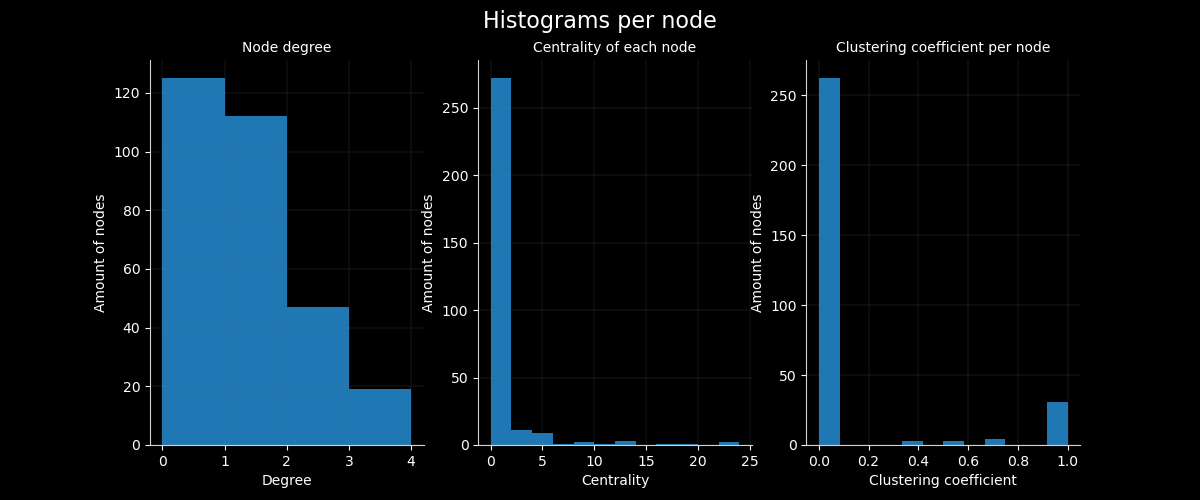 Histograms per node
Node degree
Amount of nodes
120
100
80
60
40
20
0
0 1 2 3 4
Degree
Centrality of each node
Amount of nodes
250
200
150
100
50
0
0 5 10 15 20 25
Centrality
Clustering coefficient per node
Amount of nodes
250
200
150
100
50
0
0.0 0.2 0.4 0.6 0.8 1.0
Clustering coefficient